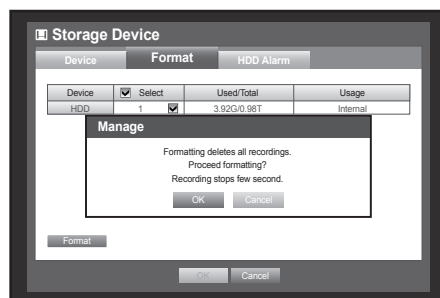 Storage Device
Device Format HDD Alarm
Device Select Used/Total Usage
HDD 1 3.92G/0.98T Internal
Manage
Formatting deletes all recordings.
Proceed formatting?
Recording stops few second.
OK Cancel
Format
OK Cancel